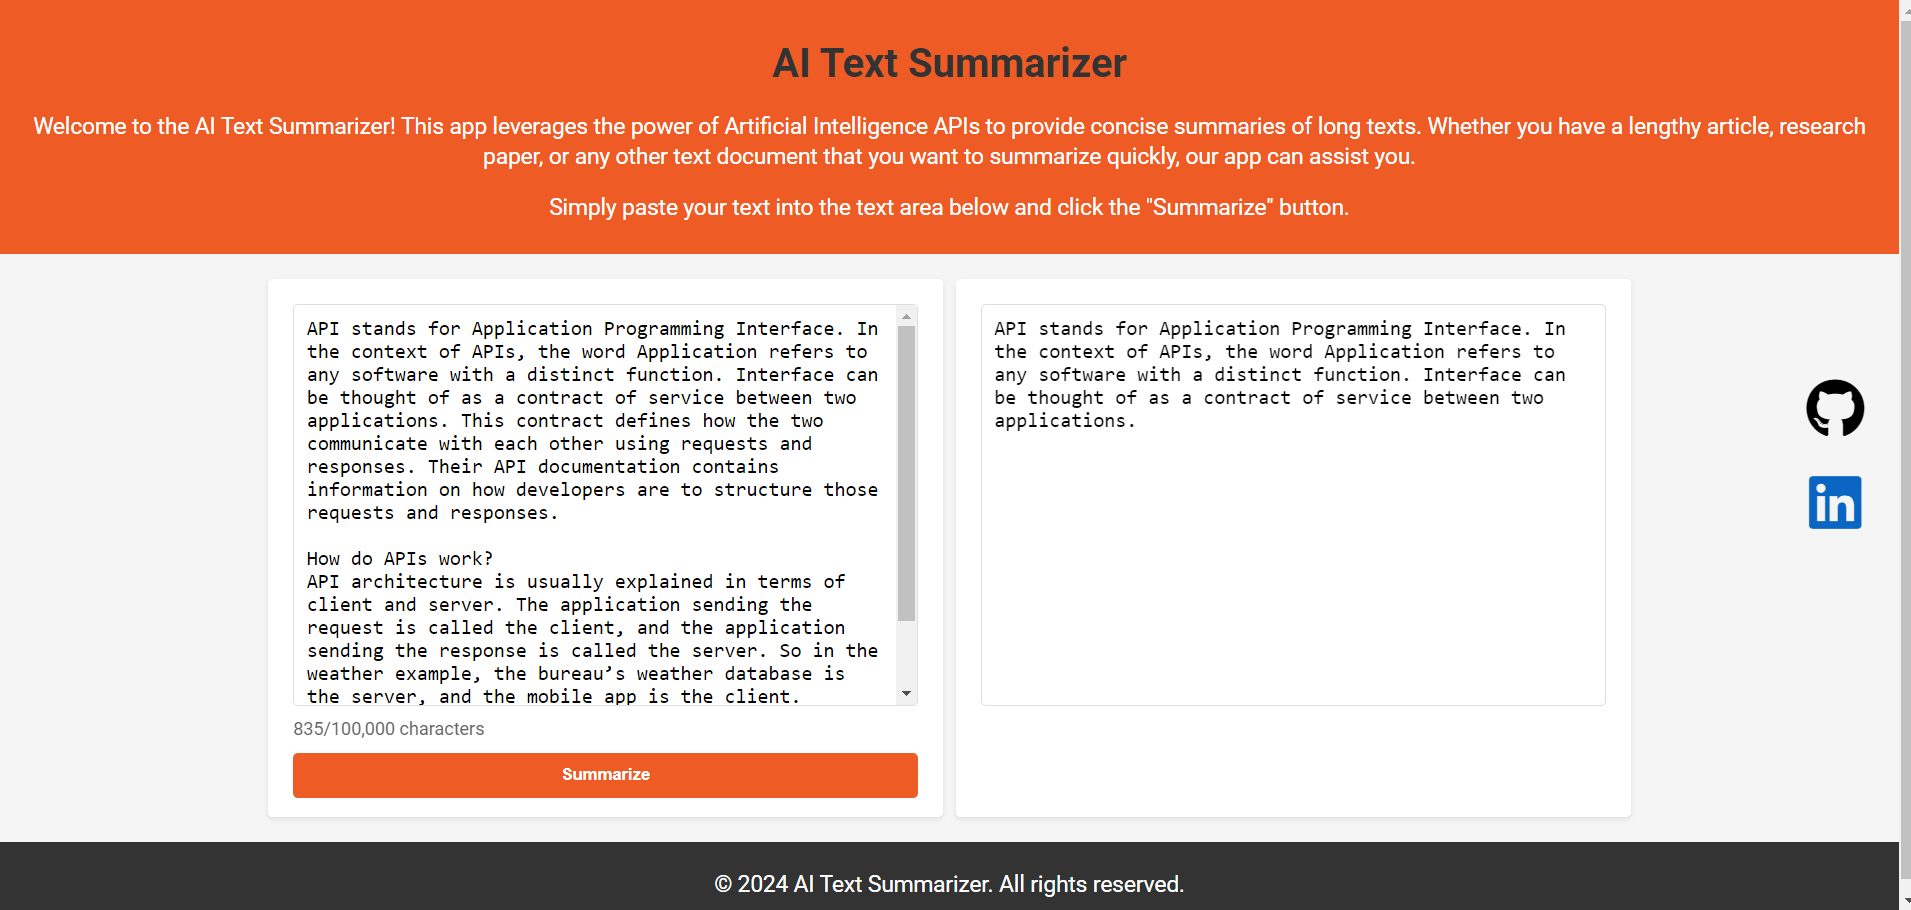 AI Text Summarizer
Welcome to the AI Text Summarizer! This app leverages the power of Artificial Intelligence APIs to provide concise summaries of long texts. Whether you have a lengthy article, research
paper, or any other text document that you want to summarize quickly, our app can assist you.
Simply paste your text into the text area below and click the "Summarize" button.
API stands for Application Programming Interface. In
the context of APIs, the word Application refers to
any software with a distinct function. Interface can
be thought of as a contract of service between two
applications. This contract defines how the two
communicate with each other using requests and
responses. Their API documentation contains
information on how developers are to structure those
requests and responses.
How do APIs work?
API architecture is usually explained in terms of
client and server. The application sending the
request is called the client, and the application
sending the response is called the server. So in the
weather example, the bureau’s weather database is
the server, and the mobile app is the client.
835/100,000 characters
Summarize
API stands for Application Programming Interface. In
the context of APIs, the word Application refers to
any software with a distinct function. Interface can
be thought of as a contract of service between two
applications.
in
© 2024 AI Text Summarizer. All rights reserved.